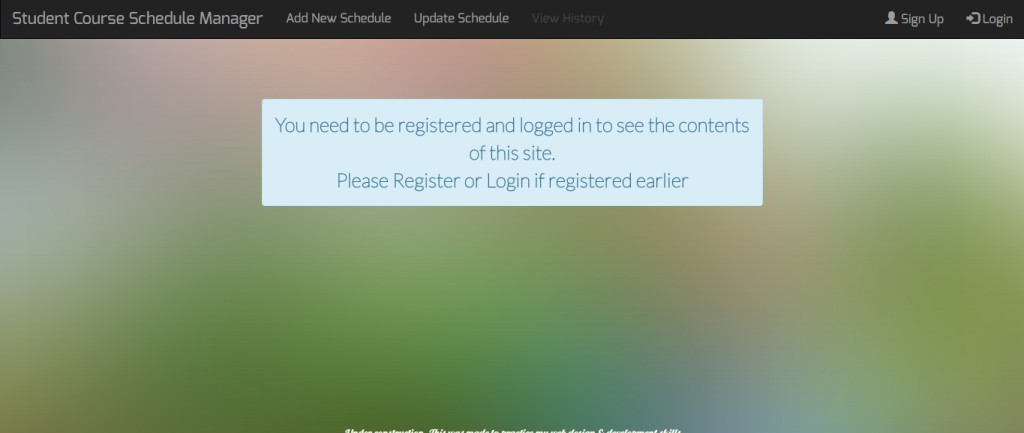 Student Course Schedule Manager Add New Schedule Update Schedule View History Sign Up Login
You need to be registered and logged in to see the contents
of this site.
Please Register or Login if registered earlier
Under construction. This was made to practice my web design & development skills